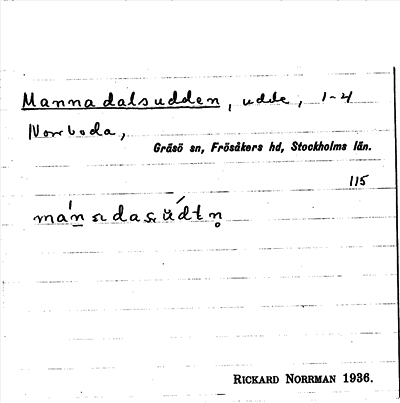 Mannadalsudden, udde, 1-4
Norrboda,
Gräsö sn, Frösåkers hd, Stockholms län.
115
RICKARD NORRMAN 1936.